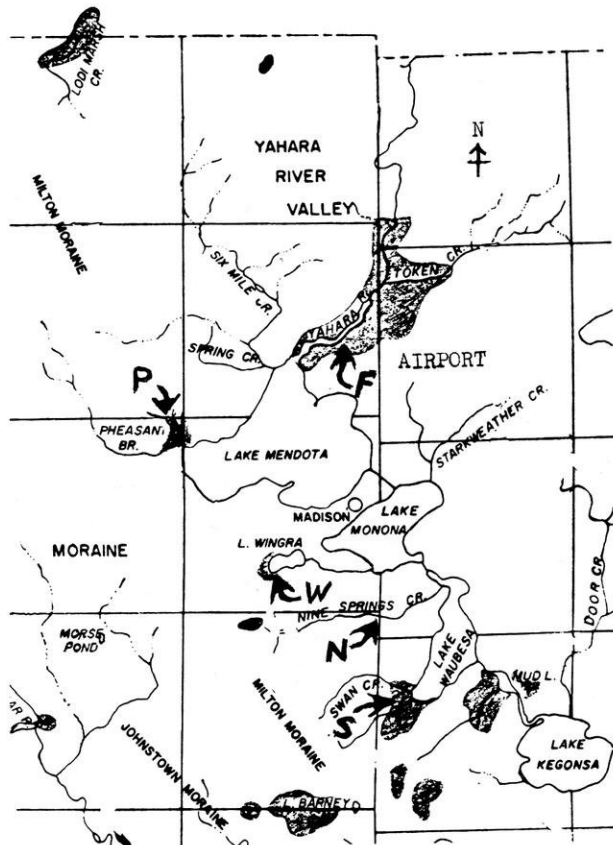 LODI MARSH
CR.
N
YAHARA
RIVER
VALLEY
MILTON MORAINE
SIX MILE CR.
TOKEN CR.
YAHARA R.
SPRING CR.
AIRPORT
P
F
PHEASANT
BR.
STARKWEATHER CR.
LAKE MENDOTA
MADISON
LAKE
MONONA
L. WINGRA
MORAINE
W
NINE SPRINGS CR.
DOOR CR.
MORSE
POND
N
LAKE
WAUBESA
SWAN CR.
MUD L.
S
MILTON MORAINE
JOHNSTOWN MORAINE
LAKE
KEGONSA
L. BARNEY